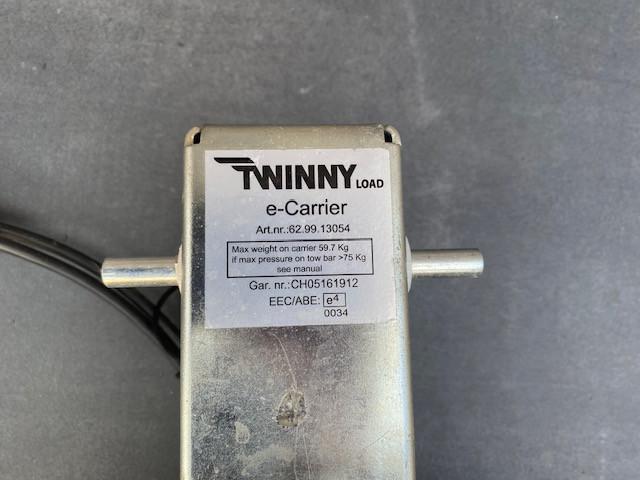 TWINNY LOAD
e-Carrier
Art.nr.:62.99.13054
Max weight on carrier 59.7 Kg
if max pressure on tow bar >75 Kg
see manual
Gar. nr.:CH05161912
EEC/ABE: e4
0034